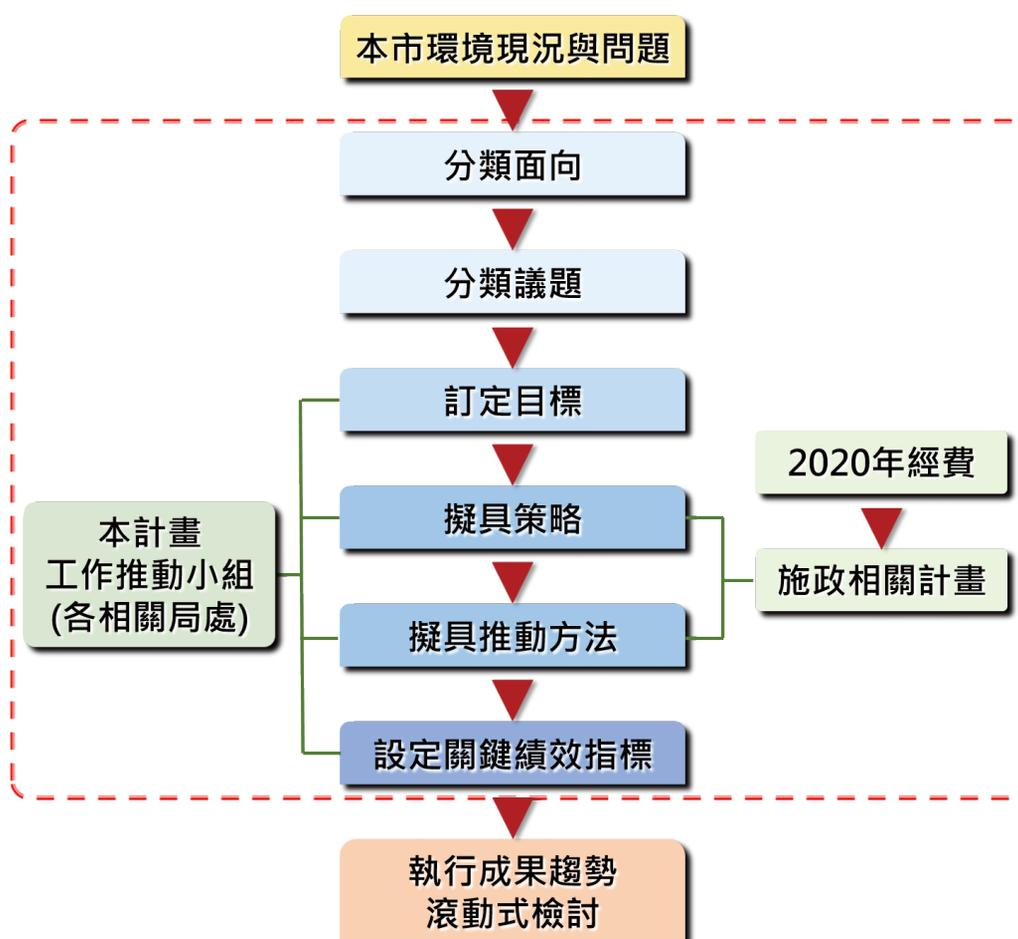 本市環境現況與問題
分類面向
分類議題
訂定目標
2020年經費
擬具策略
本計畫
工作推動小組
(各相關局處)
施政相關計畫
擬具推動方法
設定關鍵績效指標
執行成果趨勢
滾動式檢討